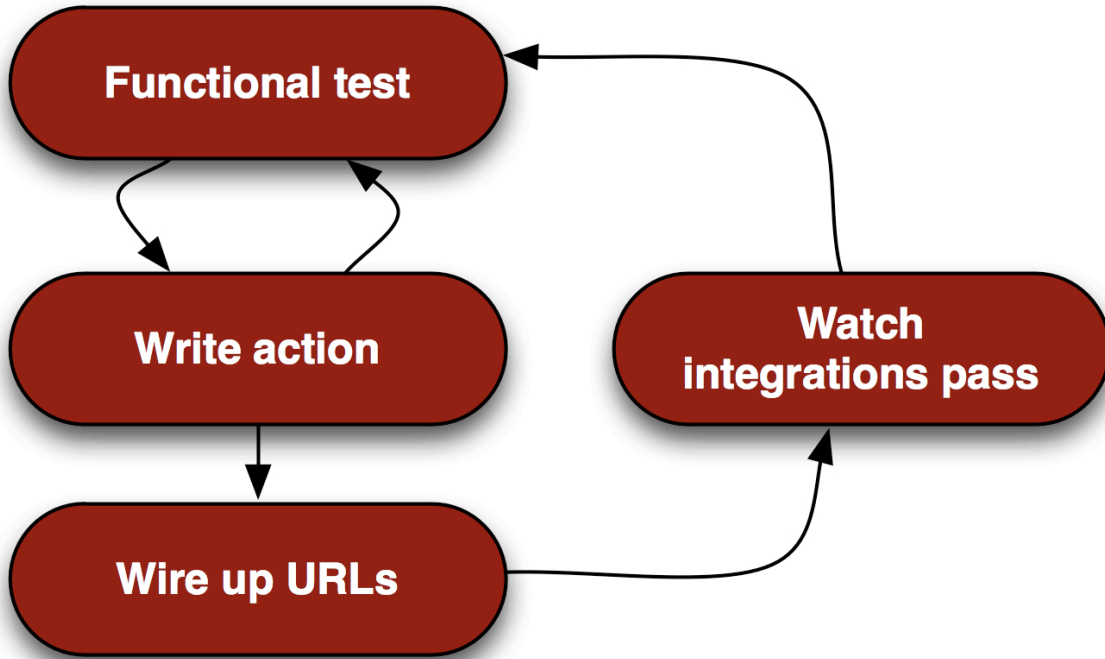 Functional test
Write action
Watch
integrations pass
Wire up URLs